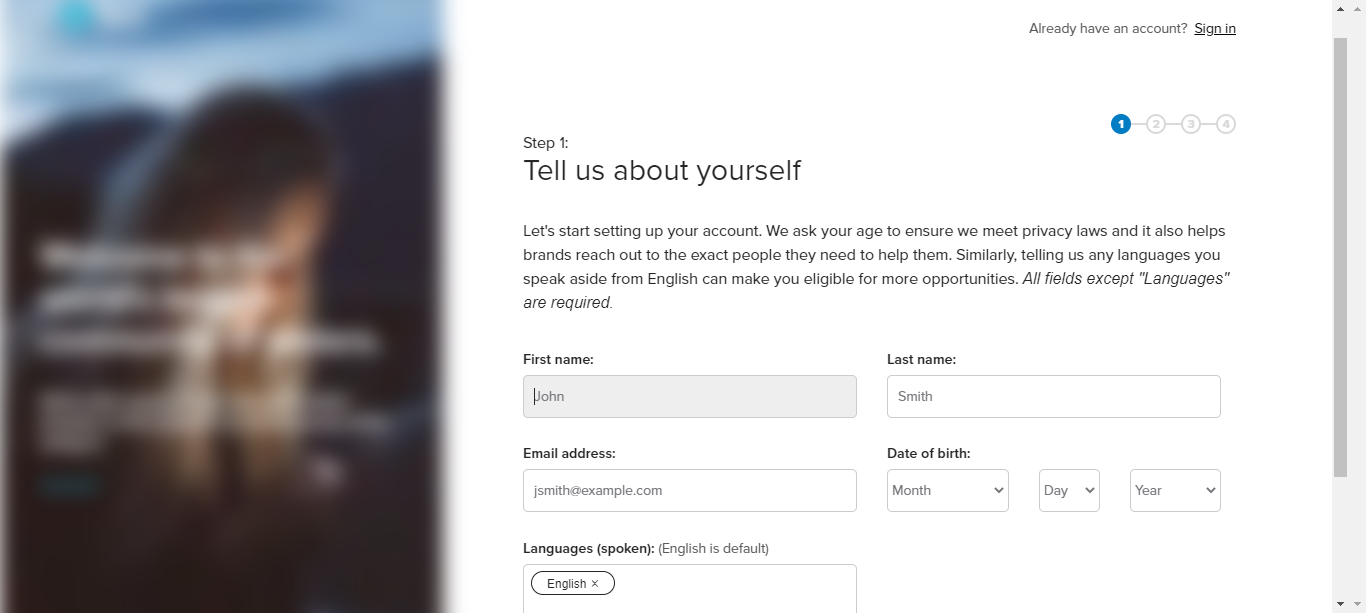 Already have an account? Sign in
1 2 3 4
Step 1:
Tell us about yourself
Let's start setting up your account. We ask your age to ensure we meet privacy laws and it also helps
brands reach out to the exact people they need to help them. Similarly, telling us any languages you
speak aside from English can make you eligible for more opportunities. All fields except "Languages"
are required.
First name: Last name:
John Smith
Email address: Date of birth:
jsmith@example.com Month Day Year
Languages (spoken): (English is default)
English ×